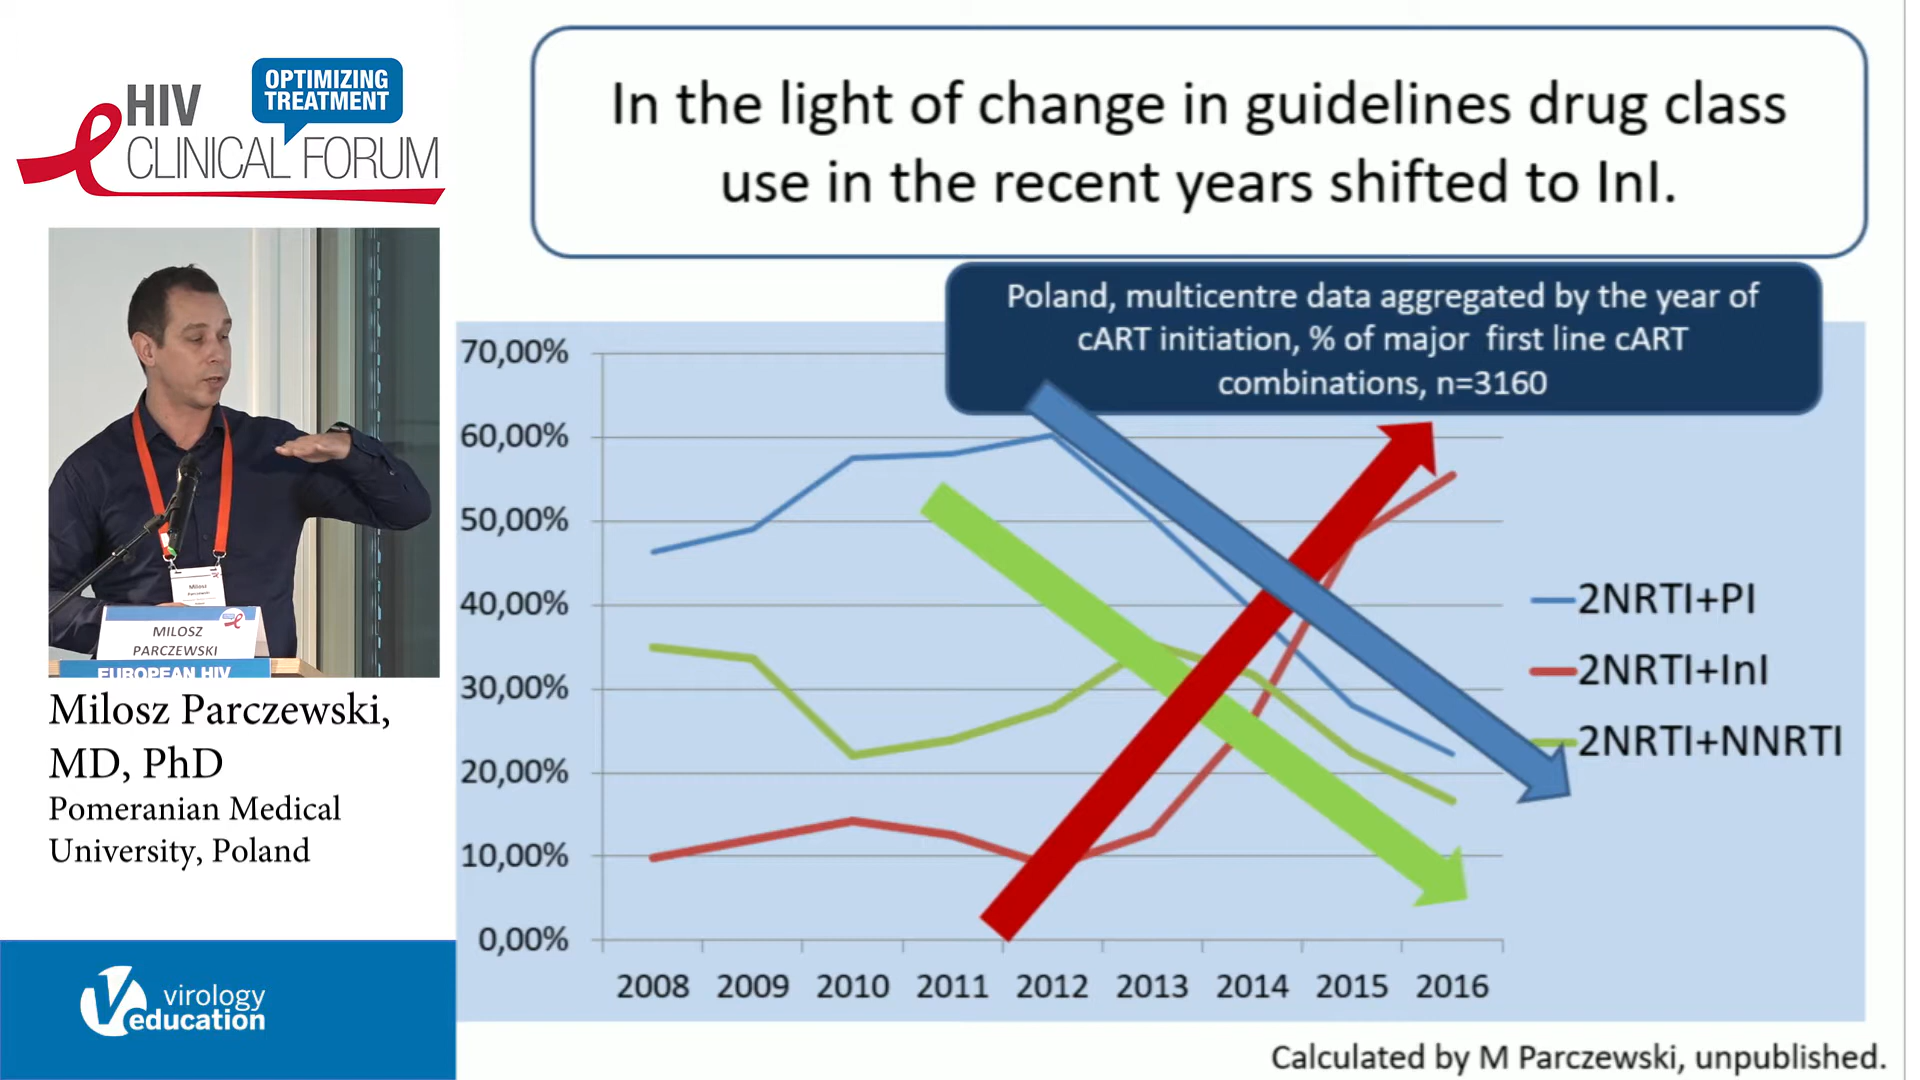 OPTIMIZING
TREATMENT
HIV
CLINICAL FORUM
In the light of change in guidelines drug class
use in the recent years shifted to InI.
Poland, multicentre data aggregated by the year of
cART initiation, % of major first line cART
combinations, n=3160
70,00%
60,00%
50,00%
40,00%
30,00%
20,00%
10,00%
0,00%
2008 2009 2010 2011 2012 2013 2014 2015 2016
2NRTI+PI
2NRTI+InI
2NRTI+NNRTI
Calculated by M Parczewski, unpublished.
Milosz
Parczewski
MILOSZ
PARCZEWSKI
EUROPEAN HIV
Milosz Parczewski,
MD, PhD
Pomeranian Medical
University, Poland
virology
education